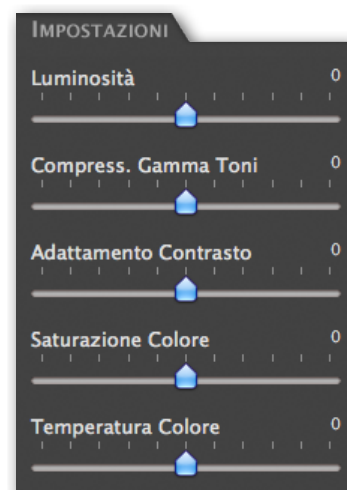 IMPOSTAZIONI
Luminosità 0
Compress. Gamma Toni 0
Adattamento Contrasto 0
Saturazione Colore 0
Temperatura Colore 0